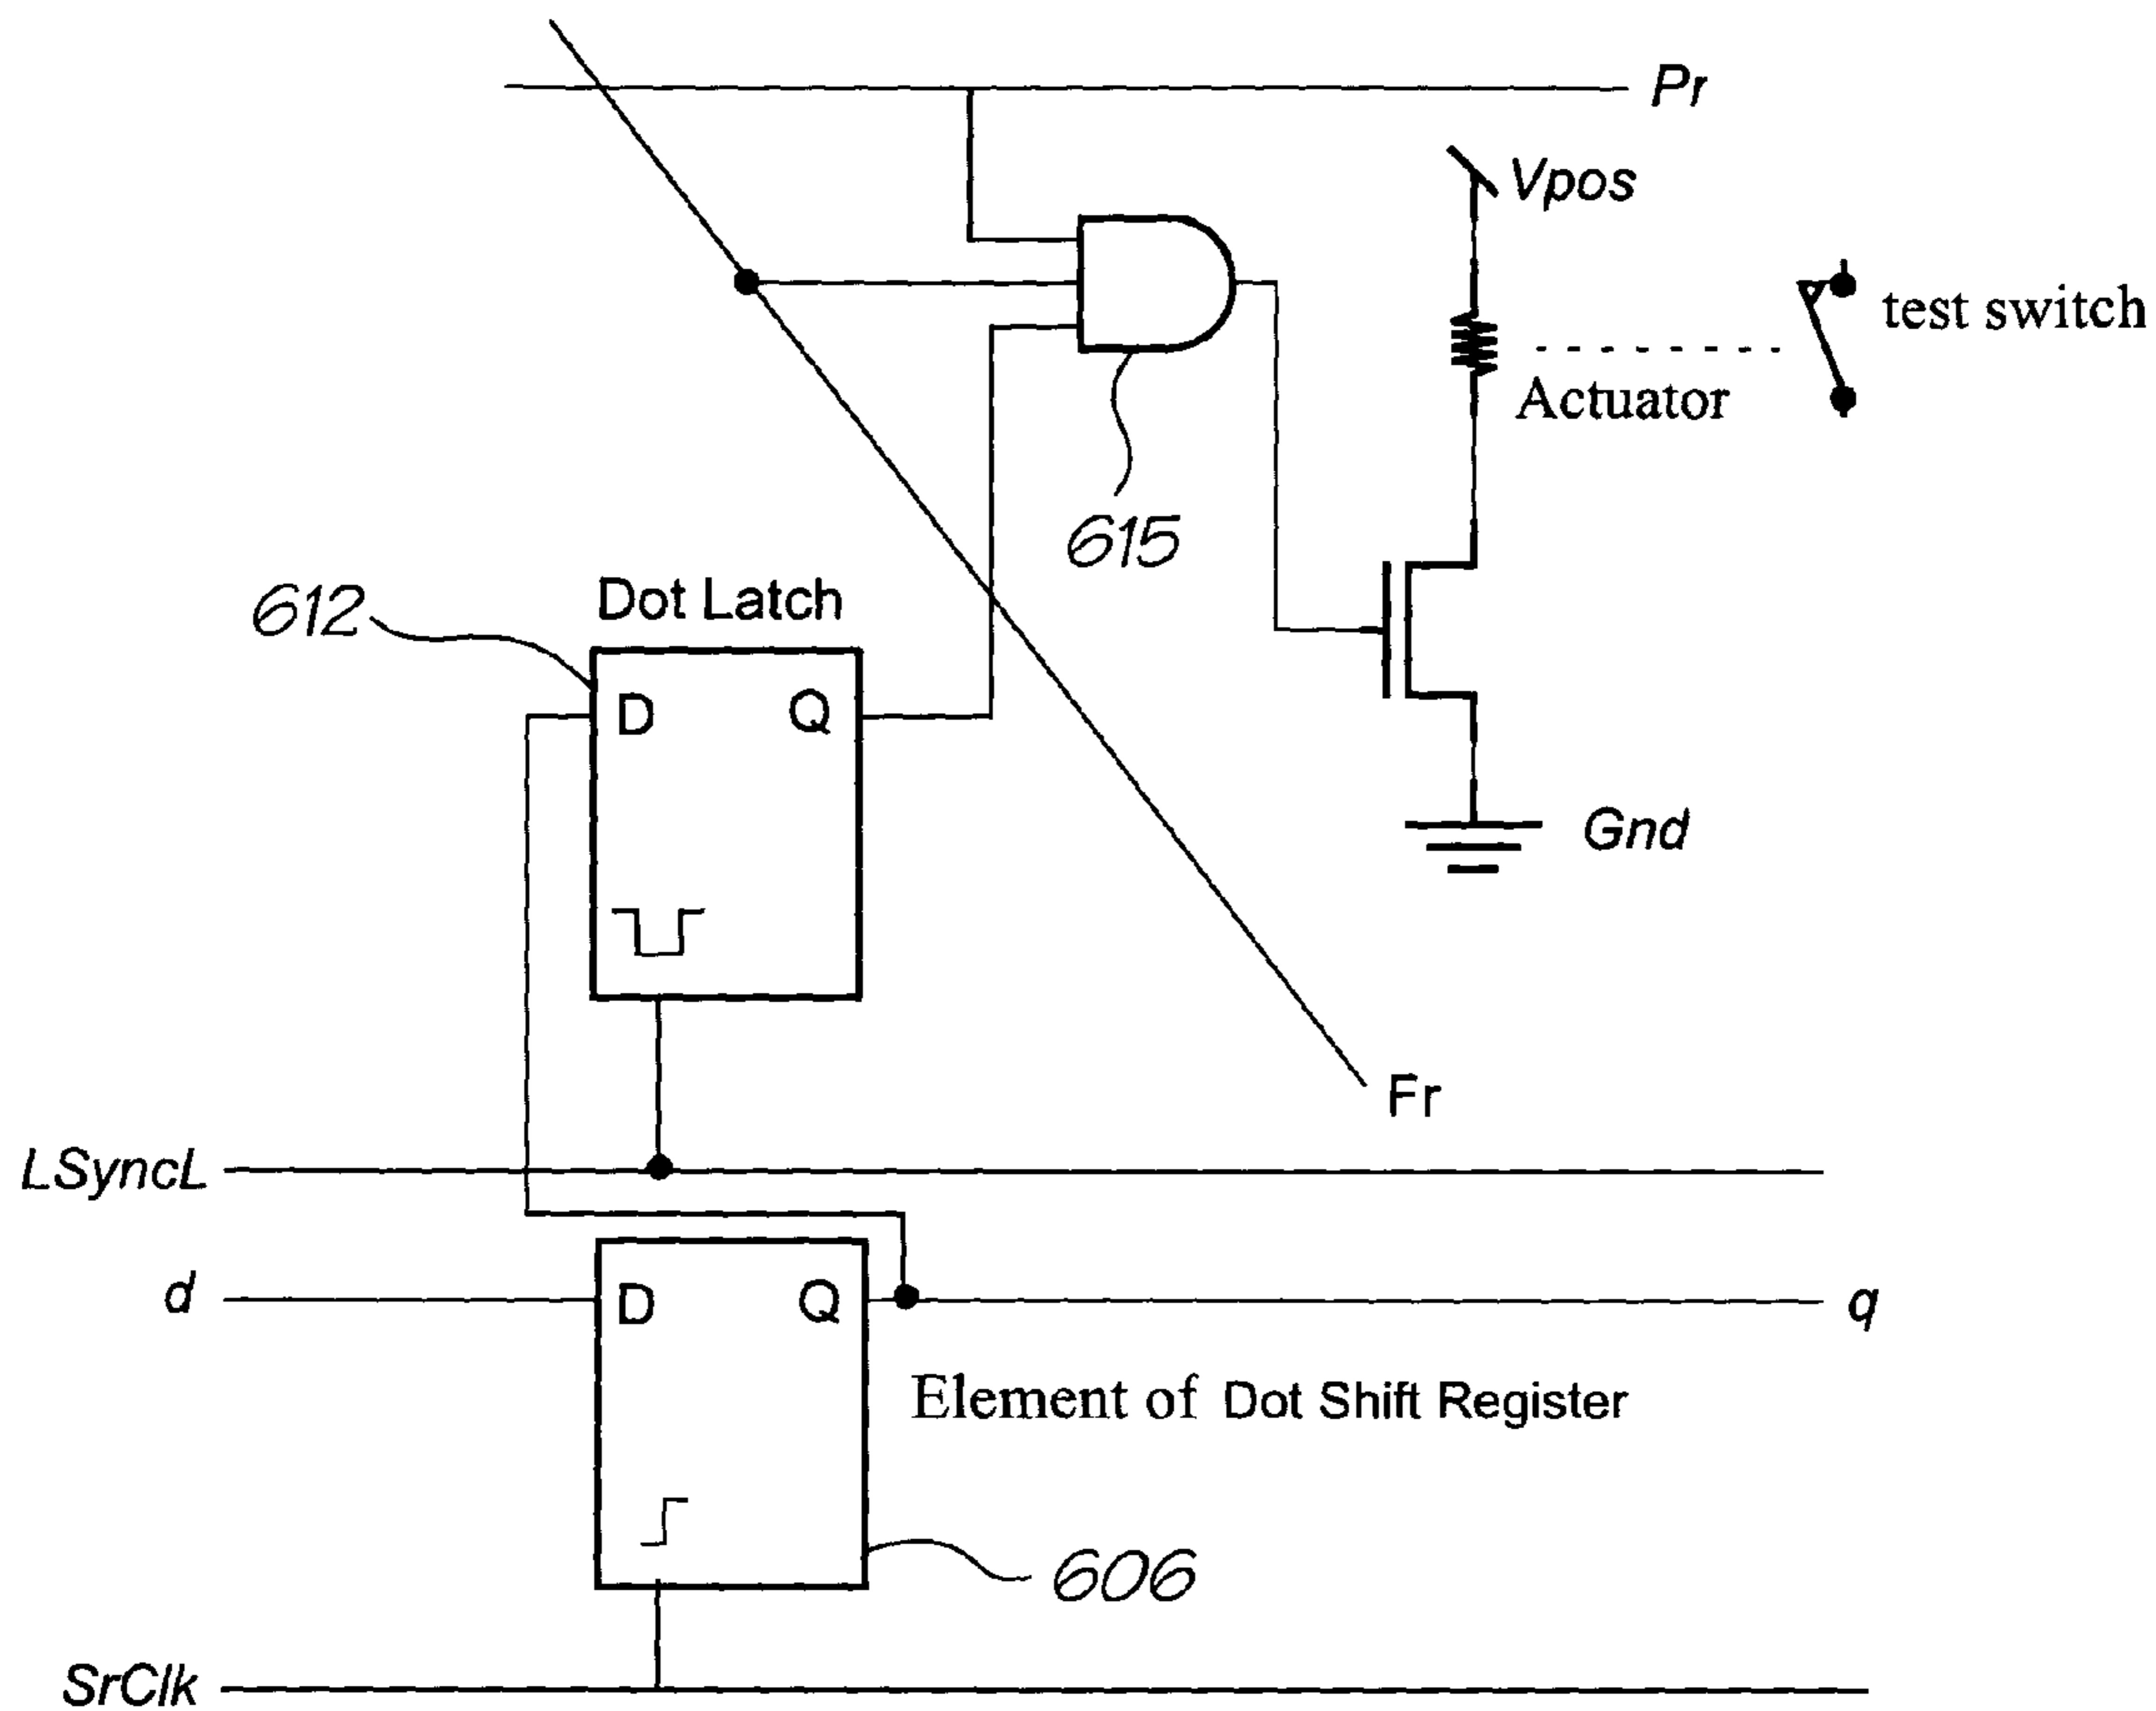 Pr
Vpos
test switch
Actuator
615
612
Dot Latch
D Q
Gnd
Fr
LSyncL
d
D Q
q
Element of Dot Shift Register
606
SrClk